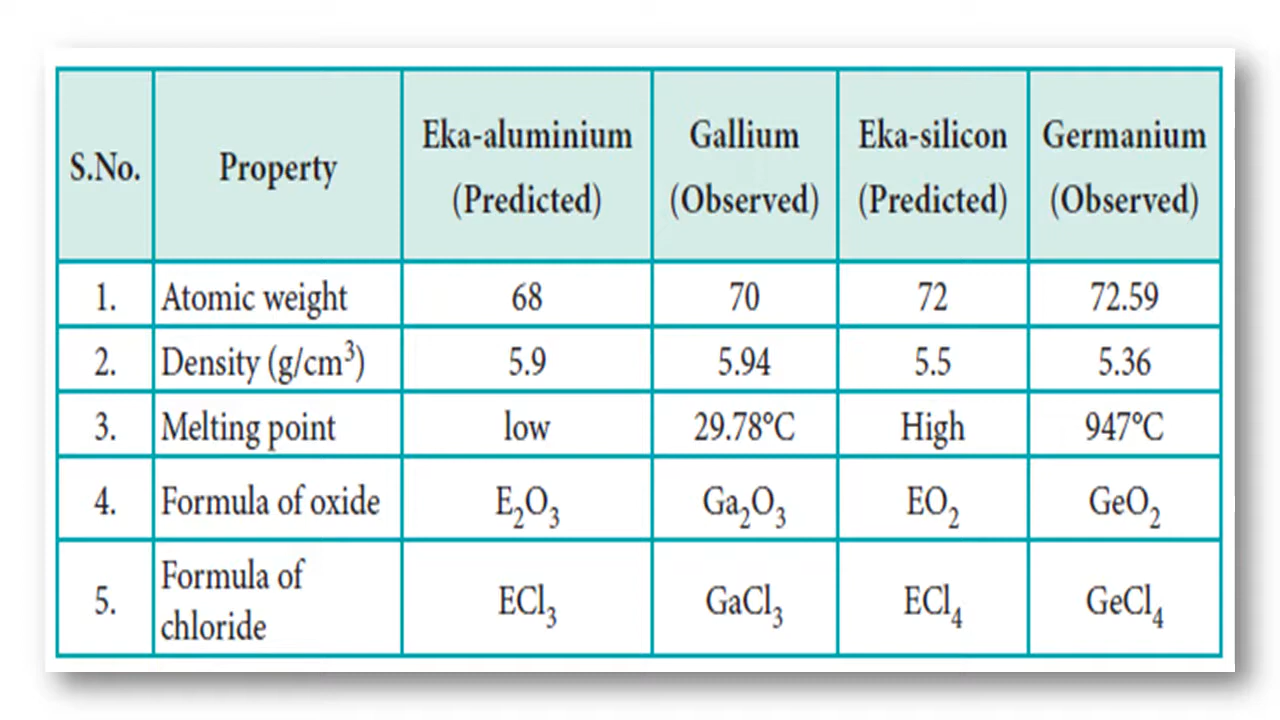 S.No. Property Eka-aluminium (Predicted) Gallium (Observed) Eka-silicon (Predicted) Germanium (Observed)
1. Atomic weight 68 70 72 72.59
2. Density (g/cm³) 5.9 5.94 5.5 5.36
3. Melting point low 29.78°C High 947°C
4. Formula of oxide E₂O₃ Ga₂O₃ EO₂ GeO₂
5. Formula of chloride ECl₃ GaCl₃ ECl₄ GeCl₄